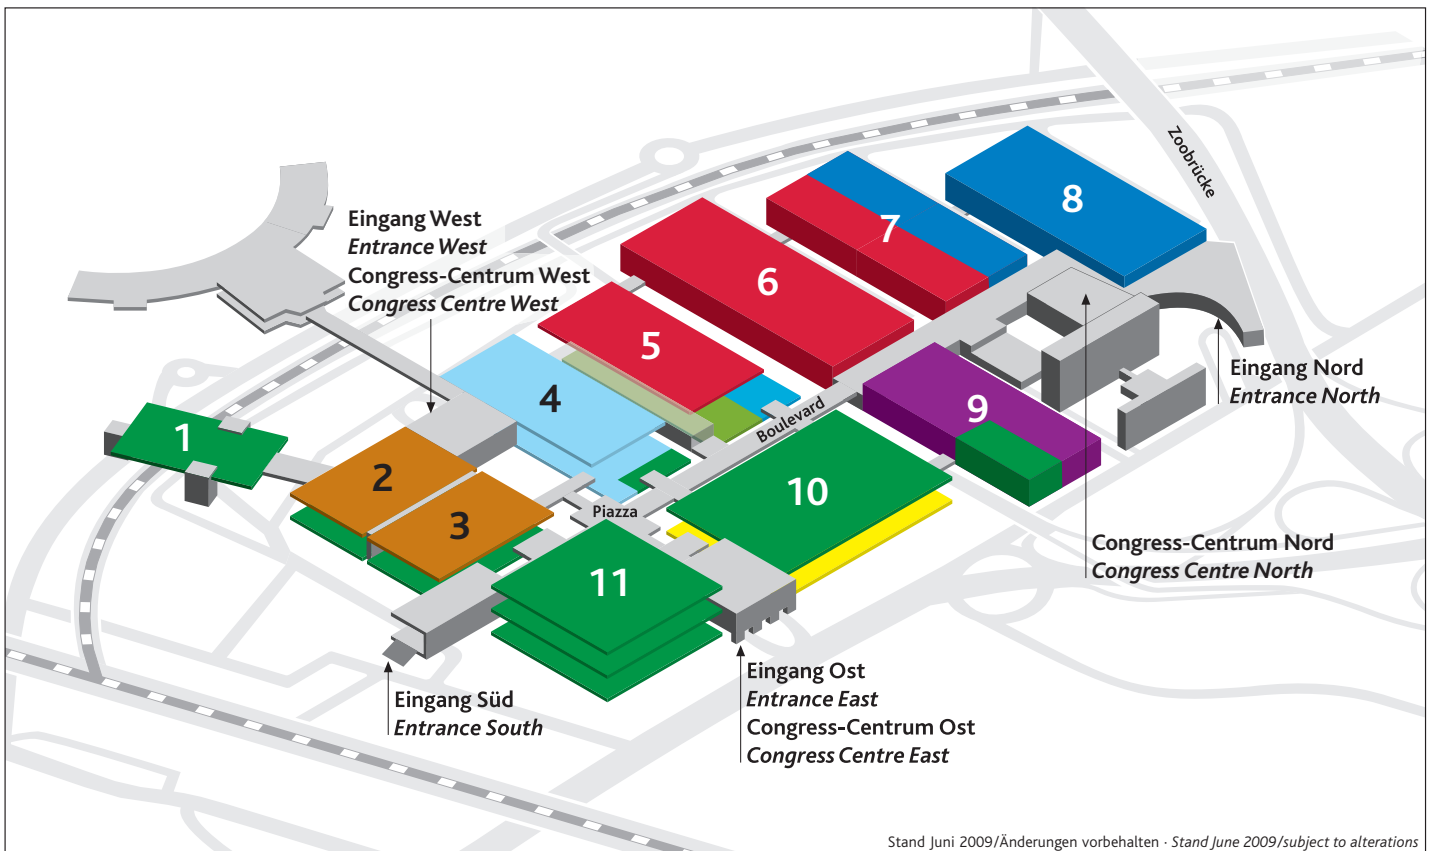 Zoobrücke
8
7
6
5
4
9
10
1
2
3
11
Boulevard
Piazza
Eingang West
Entrance West
Congress-Centrum West
Congress Centre West
Eingang Nord
Entrance North
Congress-Centrum Nord
Congress Centre North
Eingang Süd
Entrance South
Eingang Ost
Entrance East
Congress-Centrum Ost
Congress Centre East
Stand Juni 2009/Änderungen vorbehalten · Stand June 2009/subject to alterations